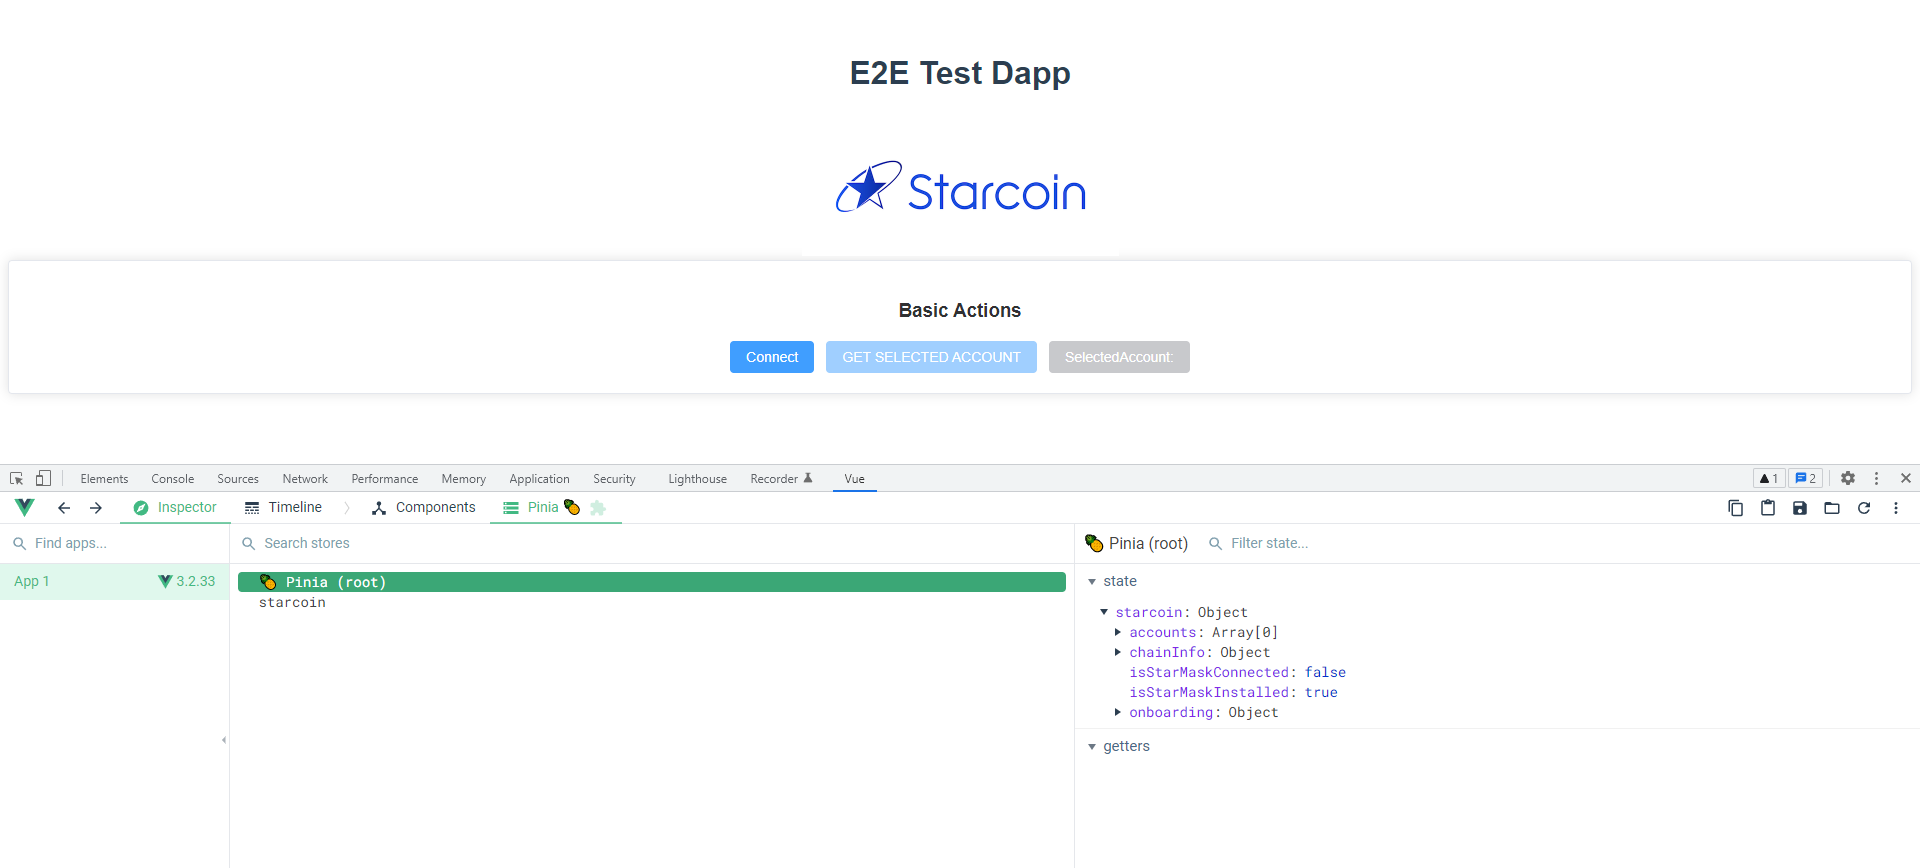 E2E Test Dapp
Starcoin
Basic Actions
Connect GET SELECTED ACCOUNT SelectedAccount:
Elements Console Sources Network Performance Memory Application Security Lighthouse Recorder Vue 1 2
Inspector Timeline Components Pinia
Find apps... Search stores Pinia (root) Filter state...
App 1 3.2.33 Pinia (root) state
starcoin
starcoin: Object
accounts: Array[0]
chainInfo: Object
isStarMaskConnected: false
isStarMaskInstalled: true
onboarding: Object
getters